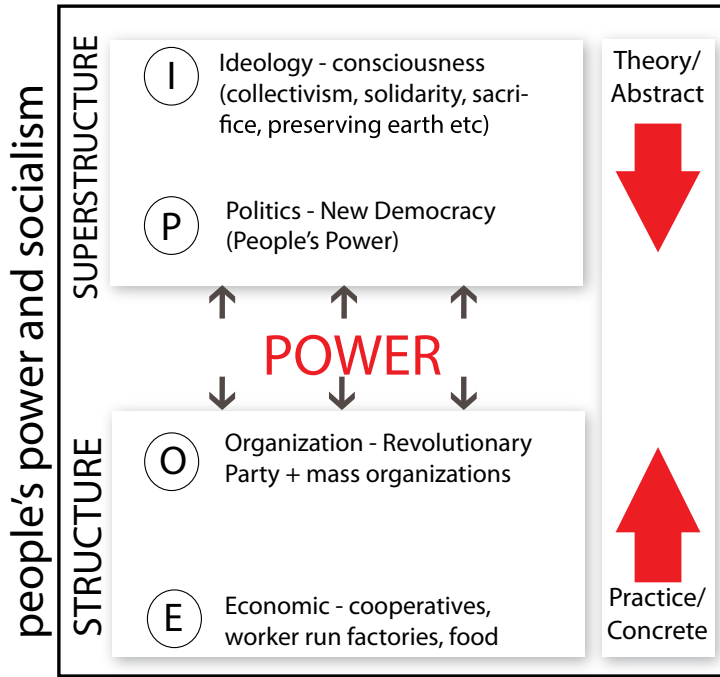 people's power and socialism
SUPERSTRUCTURE
I
Ideology - consciousness
(collectivism, solidarity, sacri-
fice, preserving earth etc)
P
Politics - New Democracy
(People's Power)
POWER
STRUCTURE
O
Organization - Revolutionary
Party + mass organizations
E
Economic - cooperatives,
worker run factories, food
Theory/
Abstract
Practice/
Concrete